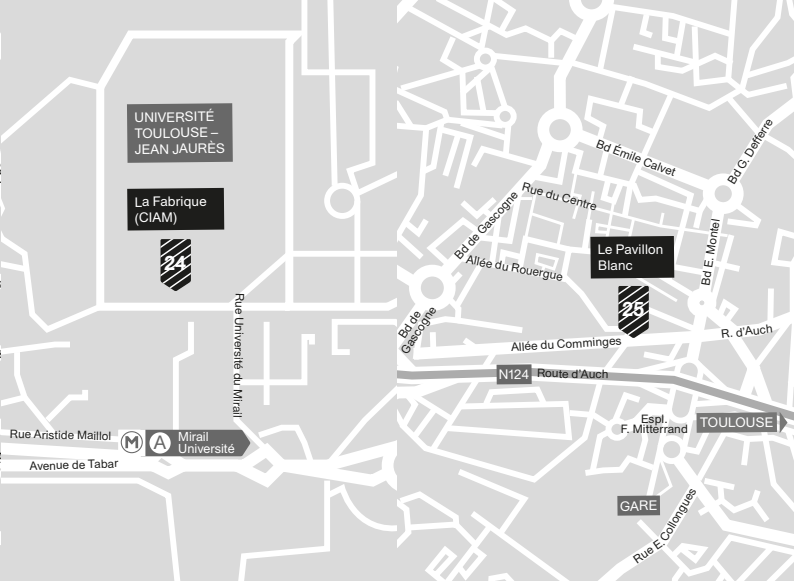 UNIVERSITÉ
TOULOUSE –
JEAN JAURÈS
La Fabrique
(CIAM)
24
Rue Université du Mirail
Rue Aristide Maillol
M
A
Mirail
Université
Avenue de Tabar
Bd Émile Calvet
Bd G. Defferre
Rue du Centre
Bd de Gascogne
Allée du Rouergue
Le Pavillon
Blanc
Bd E. Montel
25
Bd de
Gascogne
Allée du Comminges
R. d'Auch
N124
Route d'Auch
Espl.
F. Mitterrand
TOULOUSE
GARE
Rue E.Collongues